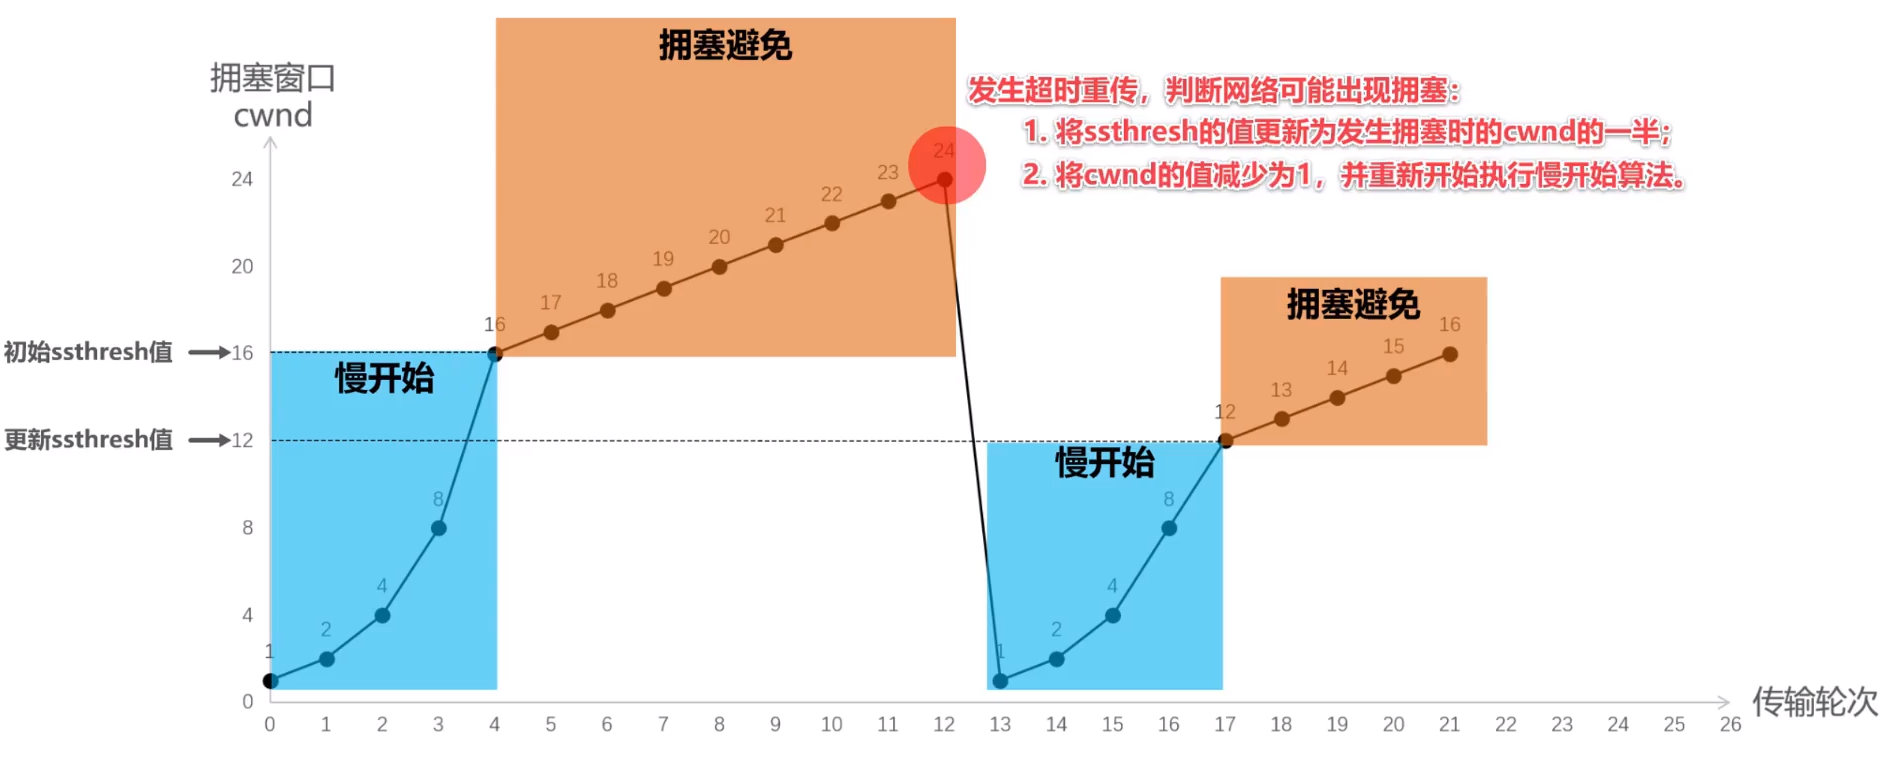 拥塞避免
拥塞窗口
cwnd
发生超时重传，判断网络可能出现拥塞：
1. 将ssthresh的值更新为发生拥塞时的cwnd的一半；
2. 将cwnd的值减少为1，并重新开始执行慢开始算法。
24
24
23
22
21
20
19
18
17
16
20
拥塞避免
16
15
14
13
12
初始ssthresh值
16
慢开始
更新ssthresh值
12
慢开始
8
8
8
4
4
4
2
2
1
1
0
0 1 2 3 4 5 6 7 8 9 10 11 12 13 14 15 16 17 18 19 20 21 22 23 24 25 26
传输轮次